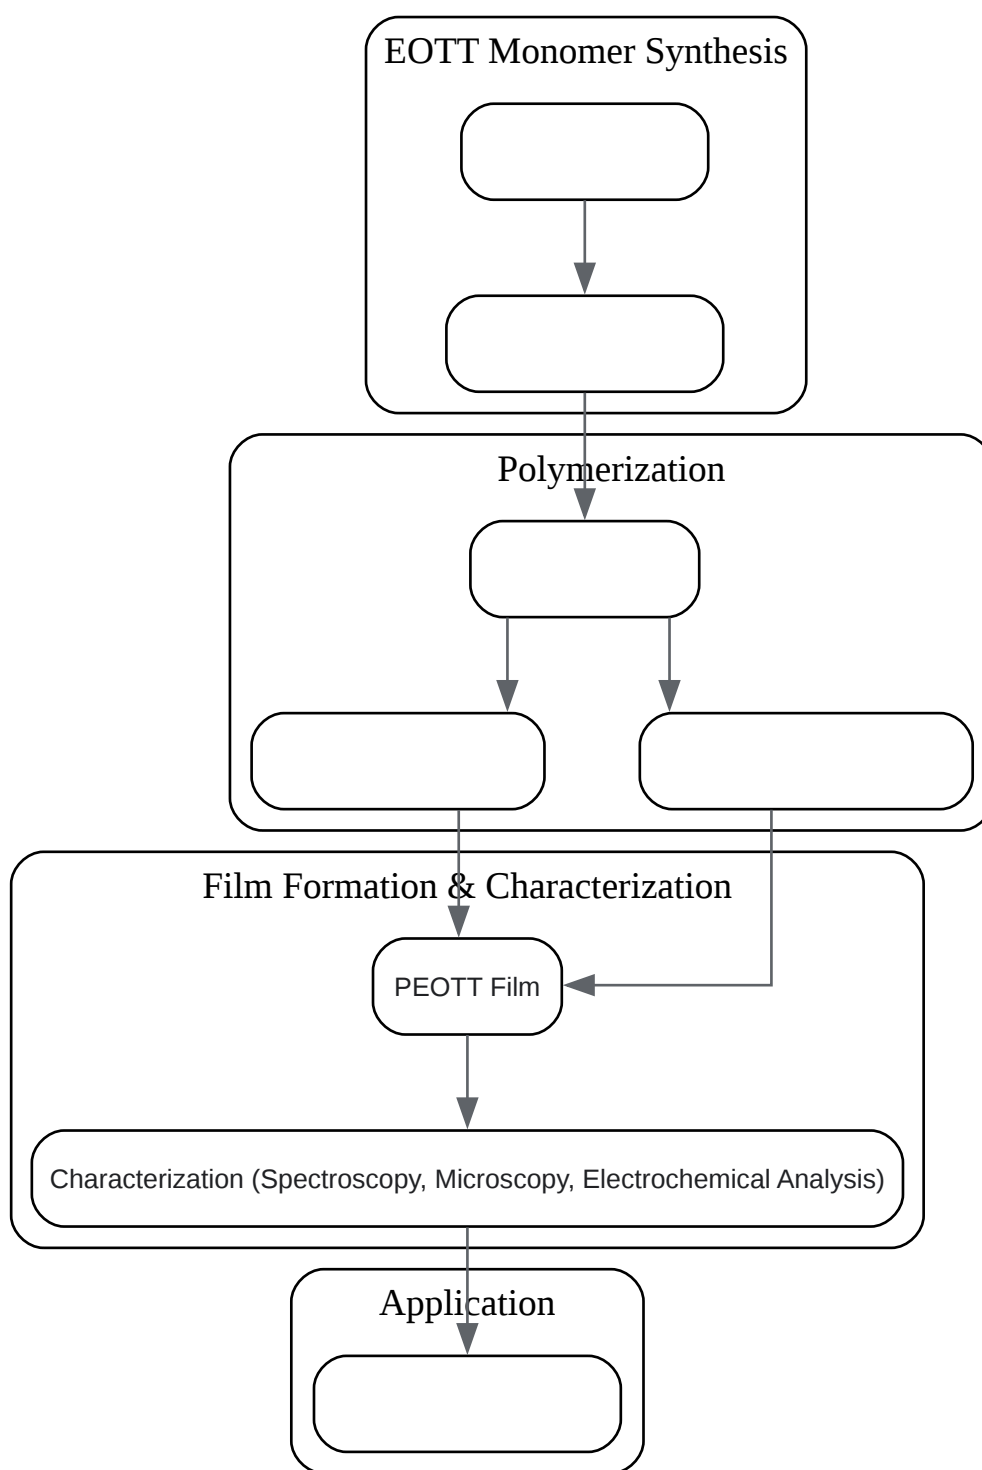 EOTT Monomer Synthesis
Polymerization
Film Formation & Characterization
PEOTT Film
Characterization (Spectroscopy, Microscopy, Electrochemical Analysis)
Application